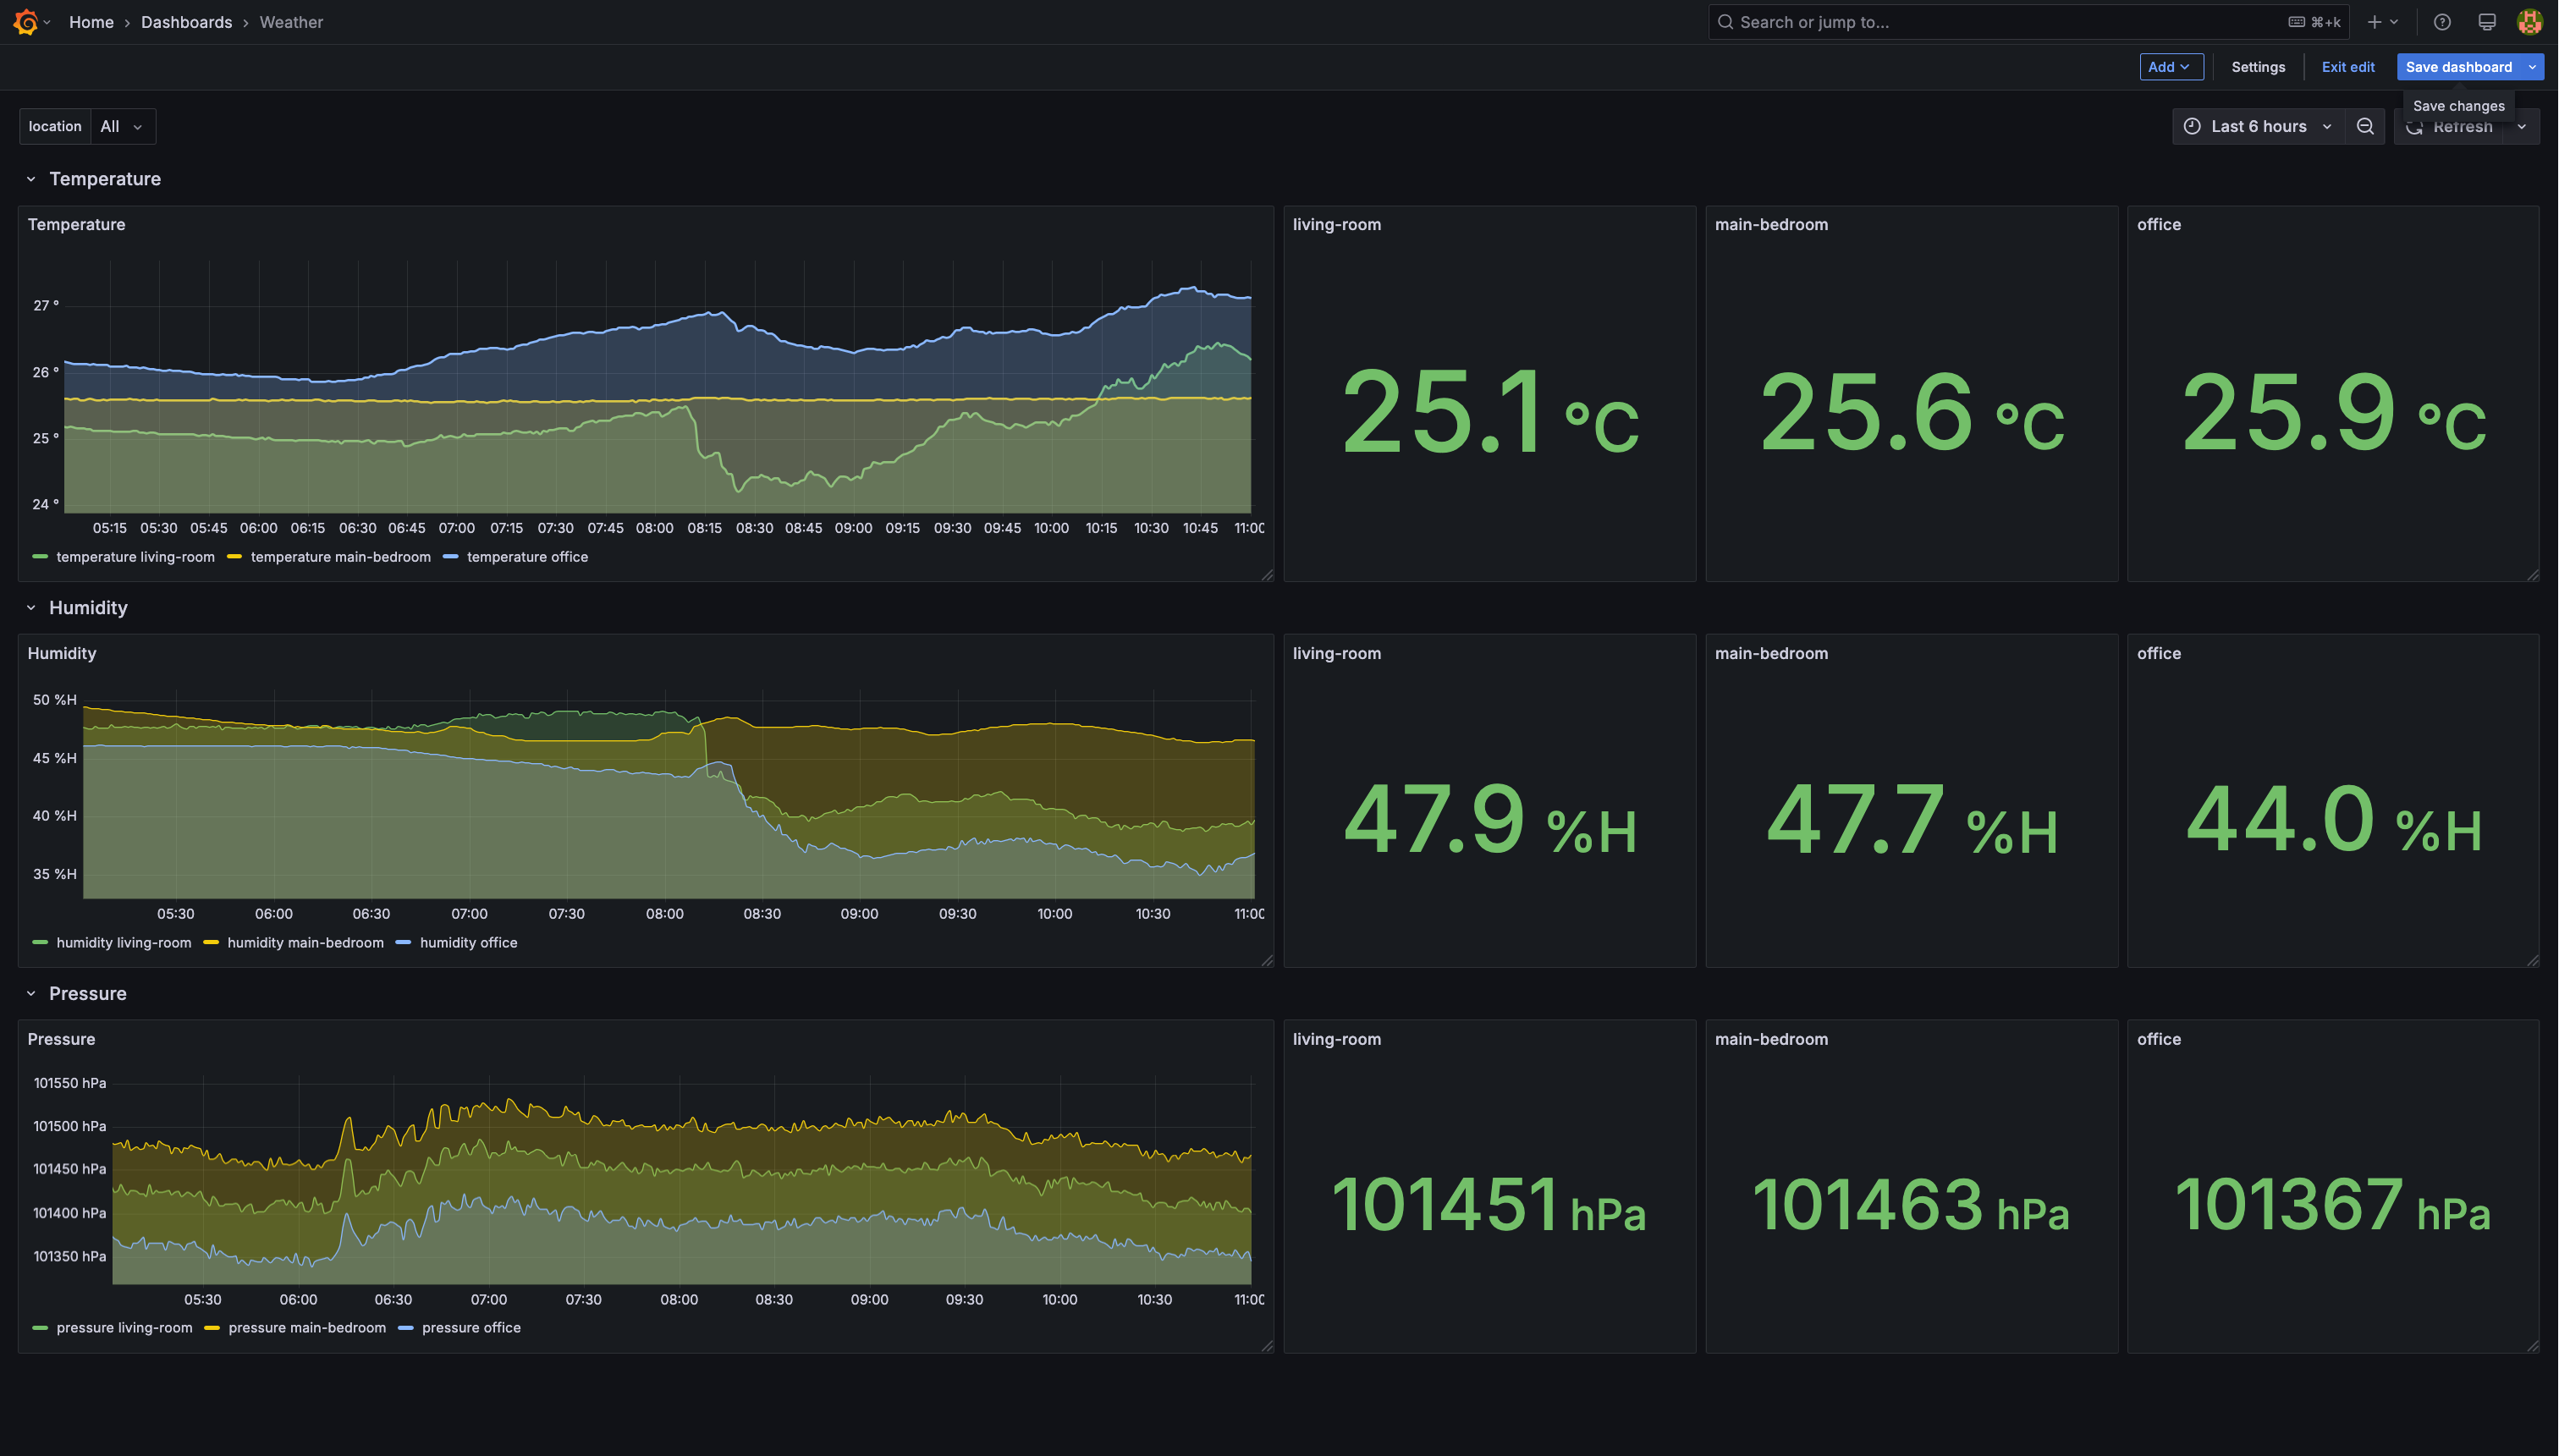 Home › Dashboards › Weather
Search or jump to...
⌘+k
Add
Settings
Exit edit
Save dashboard
Save changes
location
All
Last 6 hours
Refresh
Temperature
Temperature
27 °
26 °
25 °
24 °
05:15 05:30 05:45 06:00 06:15 06:30 06:45 07:00 07:15 07:30 07:45 08:00 08:15 08:30 08:45 09:00 09:15 09:30 09:45 10:00 10:15 10:30 10:45 11:00
temperature living-room temperature main-bedroom temperature office
living-room
25.1 °C
main-bedroom
25.6 °C
office
25.9 °C
Humidity
Humidity
50 %H
45 %H
40 %H
35 %H
05:30 06:00 06:30 07:00 07:30 08:00 08:30 09:00 09:30 10:00 10:30 11:00
humidity living-room humidity main-bedroom humidity office
living-room
47.9 %H
main-bedroom
47.7 %H
office
44.0 %H
Pressure
Pressure
101550 hPa
101500 hPa
101450 hPa
101400 hPa
101350 hPa
05:30 06:00 06:30 07:00 07:30 08:00 08:30 09:00 09:30 10:00 10:30 11:00
pressure living-room pressure main-bedroom pressure office
living-room
101451 hPa
main-bedroom
101463 hPa
office
101367 hPa